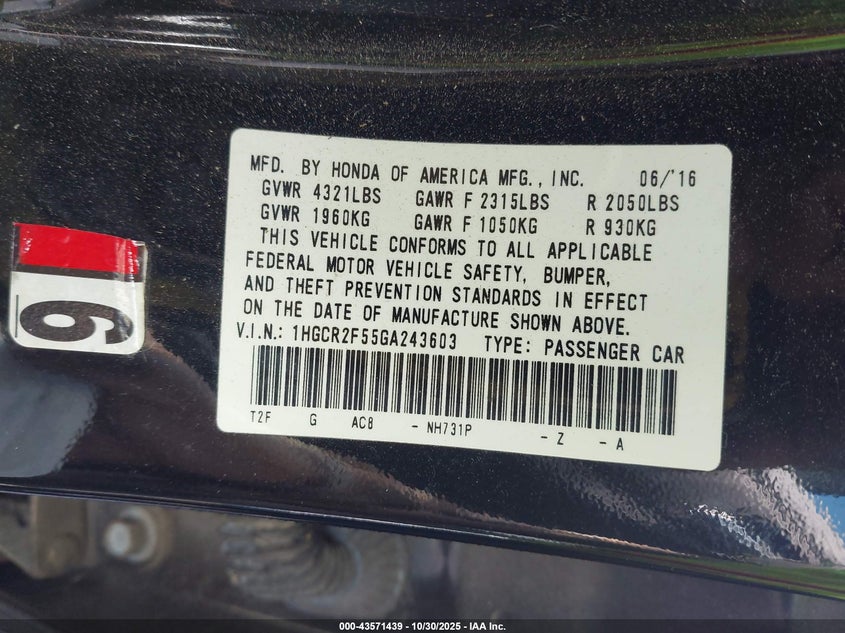 MFD. BY HONDA OF AMERICA MFG., INC. 06/'16
GVWR 4321LBS GAWR F 2315LBS R 2050LBS
GVWR 1960KG GAWR F 1050KG R 930KG
THIS VEHICLE CONFORMS TO ALL APPLICABLE
FEDERAL MOTOR VEHICLE SAFETY, BUMPER,
AND THEFT PREVENTION STANDARDS IN EFFECT
ON THE DATE OF MANUFACTURE SHOWN ABOVE.
V.I.N.: 1HGCR2F55GA243603 TYPE: PASSENGER CAR
T2F G AC8 - NH731P - Z - A
6
000-43571439 - 10/30/2025 - IAA Inc.